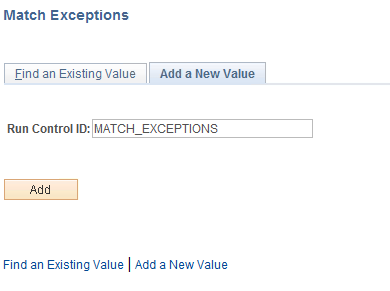 Match Exceptions
Find an Existing Value Add a New Value
Run Control ID: MATCH_EXCEPTIONS
Add
Find an Existing Value | Add a New Value